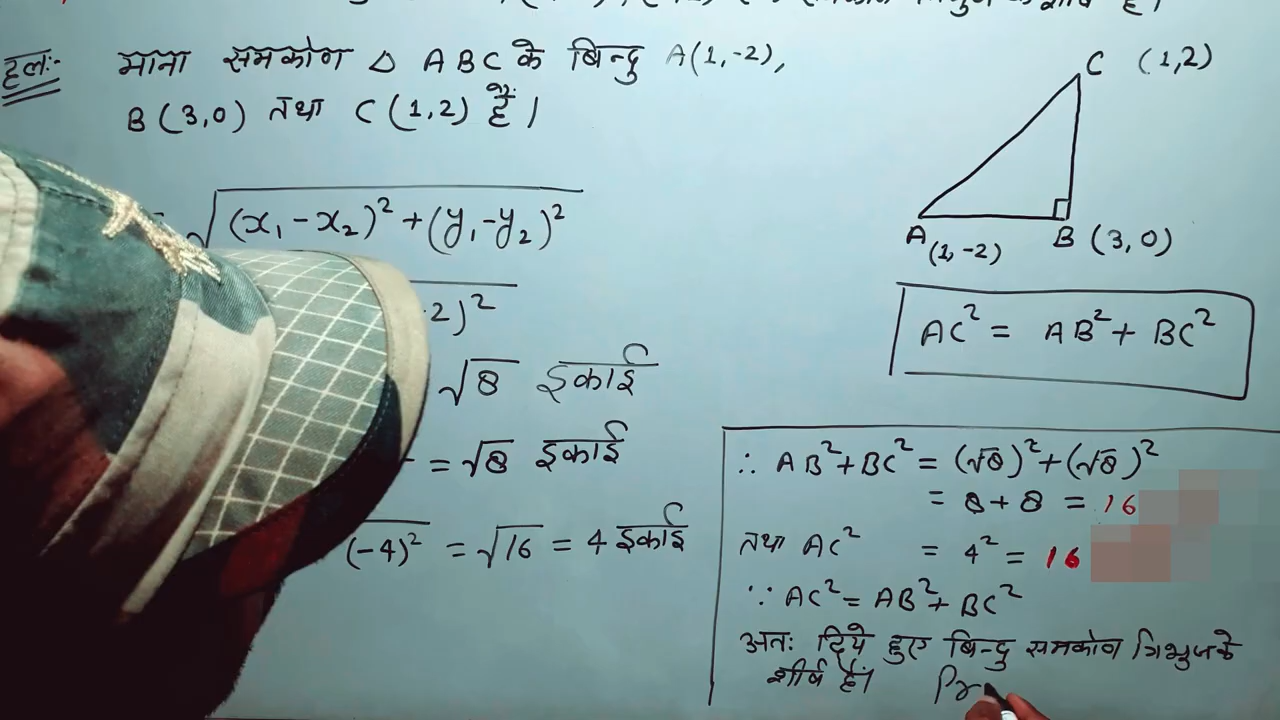 हलः- माना समकोण △ ABC के बिन्दु A(1,-2),
B(3,0) तथा C(1,2) हैं।
√(x₁-x₂)²+(y₁-y₂)²
2)²
√8 इकाई
= √8 इकाई
(-4)² = √16 = 4 इकाई
C (1,2)
A (1,-2) B (3,0)
AC² = AB² + BC²
∴ AB²+BC² = (√8)²+(√8)²
= 8+8 = 16
तथा AC² = 4² = 16
∵ AC² = AB²+BC²
अतः दिये हुए बिन्दु समकोण त्रिभुज के
शीर्ष हैं।